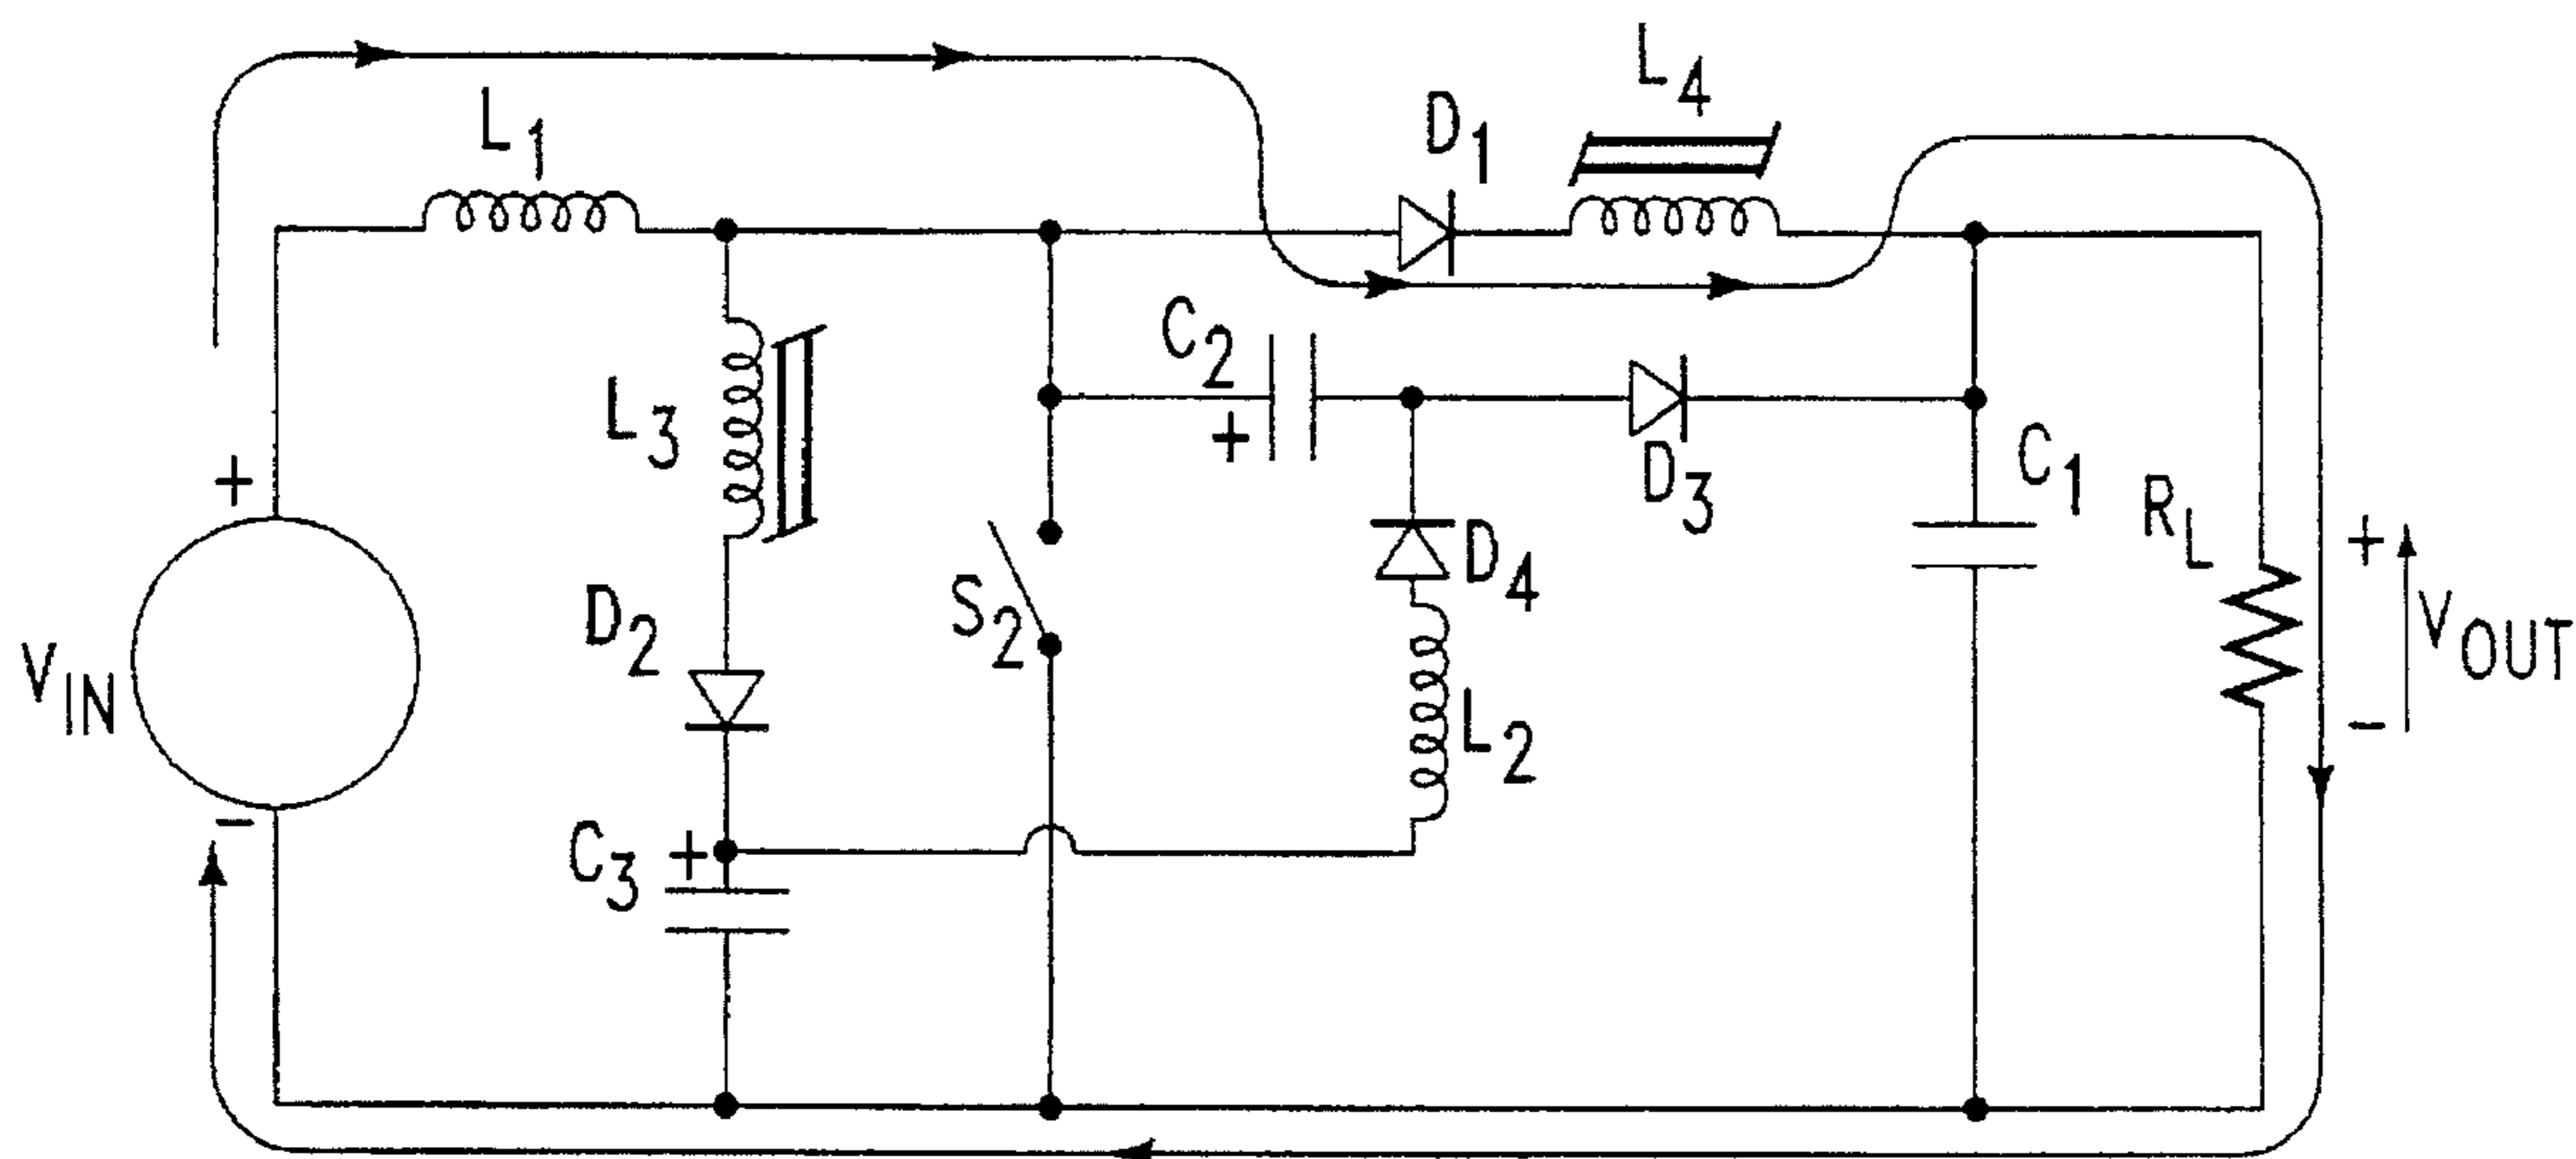 L4
D1
L1
C2
+
L3
D3
C1
RL
+
+
D4
S2
D2
VOUT
VIN
L2
-
-
C3
+